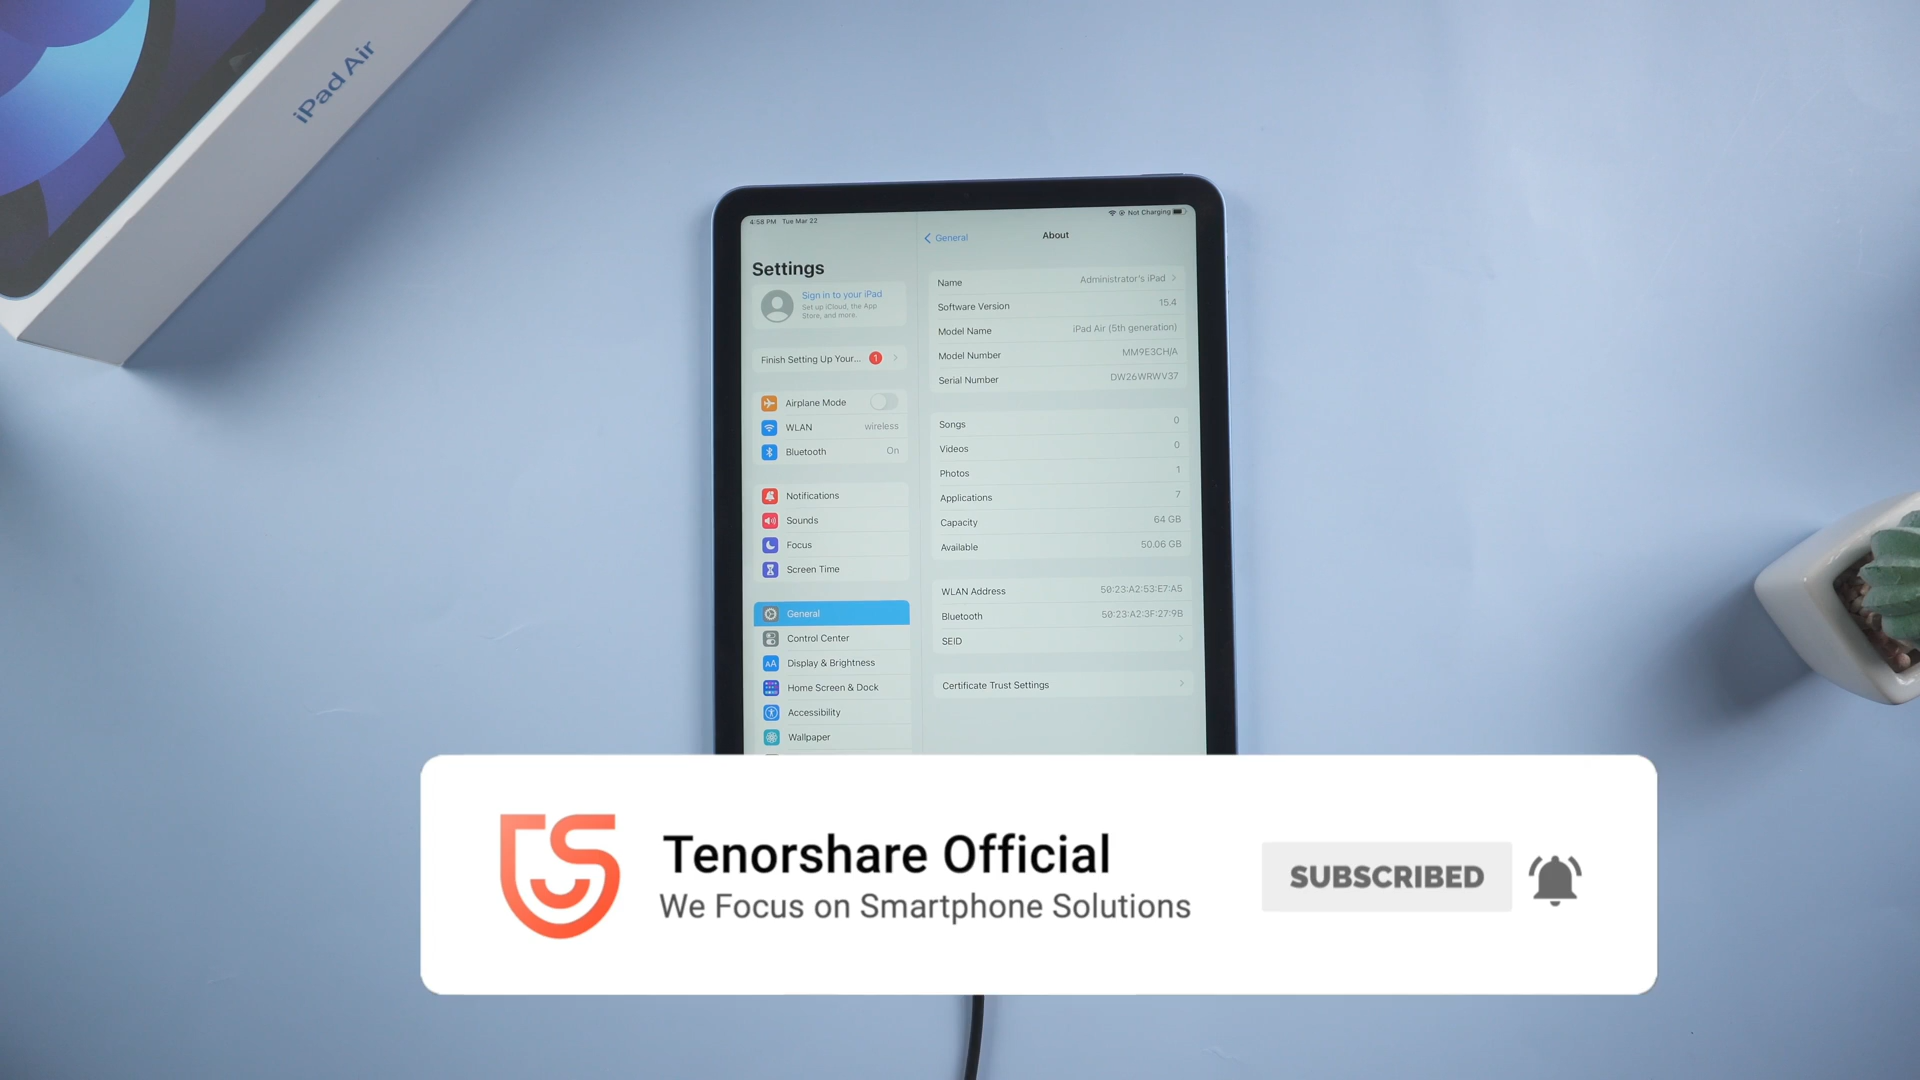 iPad Air
4:58 PM Tue Mar 22
Not Charging
Settings
Sign in to your iPad
Set up iCloud, the App
Store, and more.
Finish Setting Up Your... 1
Airplane Mode
WLAN wireless
Bluetooth On
Notifications
Sounds
Focus
Screen Time
General
Control Center
AA Display & Brightness
Home Screen & Dock
Accessibility
Wallpaper
General
About
Name Administrator's iPad
Software Version 15.4
Model Name iPad Air (5th generation)
Model Number MM9E3CH/A
Serial Number DW26WRWV37
Songs 0
Videos 0
Photos 1
Applications 7
Capacity 64 GB
Available 50.06 GB
WLAN Address 50:23:A2:53:E7:A5
Bluetooth 50:23:A2:3F:27:9B
SEID
Certificate Trust Settings
Tenorshare Official
We Focus on Smartphone Solutions
SUBSCRIBED